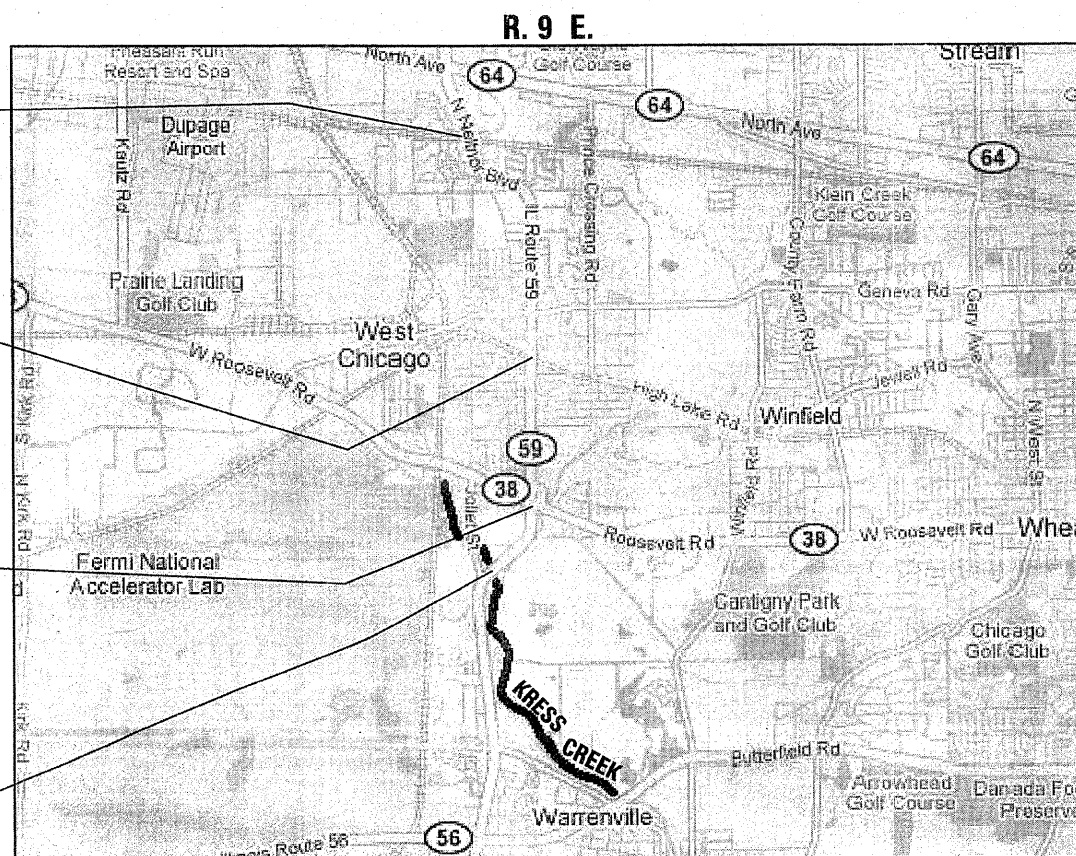 R. 9 E.
Pheasant Run
Resort and Spa
North Ave
64
Golf Course
Stream
64
North Ave
64
Dupage
Airport
Kautz Rd
N Neltnor Blvd
IL Route 59
Prince Crossing Rd
County Farm Rd
Klein Creek
Golf Course
Geneva Rd
Gary Ave
Prairie Landing
Golf Club
West
Chicago
W Roosevelt Rd
High Lake Rd
Winfield
Jewell Rd
N West St
S Kirk Rd
N Kirk Rd
59
38
Joliet St
Roosevelt Rd
Winfield Rd
38
W Roosevelt Rd
Whea
Fermi National
Accelerator Lab
Cantigny Park
and Golf Club
Chicago
Golf Club
Kirk Rd
KRESS
CREEK
Butterfield Rd
Warrenville
Arrowhead
Golf Course
Danada Fo
Preserve
Illinois Route 56
56